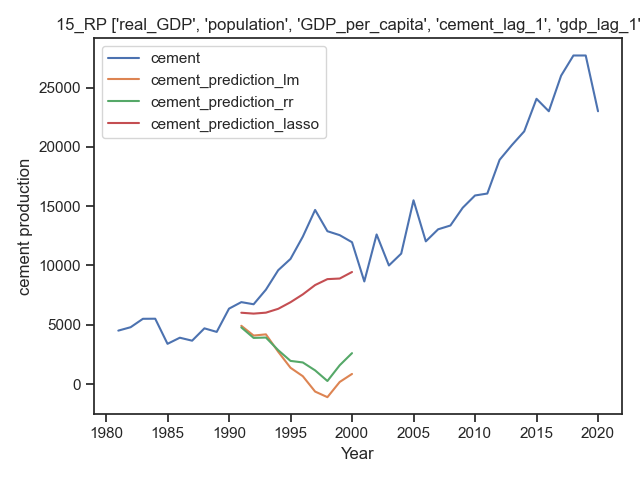 15_RP ['real_GDP', 'population', 'GDP_per_capita', 'cement_lag_1', 'gdp_lag_1'
cement
cement_prediction_lm
cement_prediction_rr
cement_prediction_lasso
cement production
25000
20000
15000
10000
5000
0
1980 1985 1990 1995 2000 2005 2010 2015 2020
Year